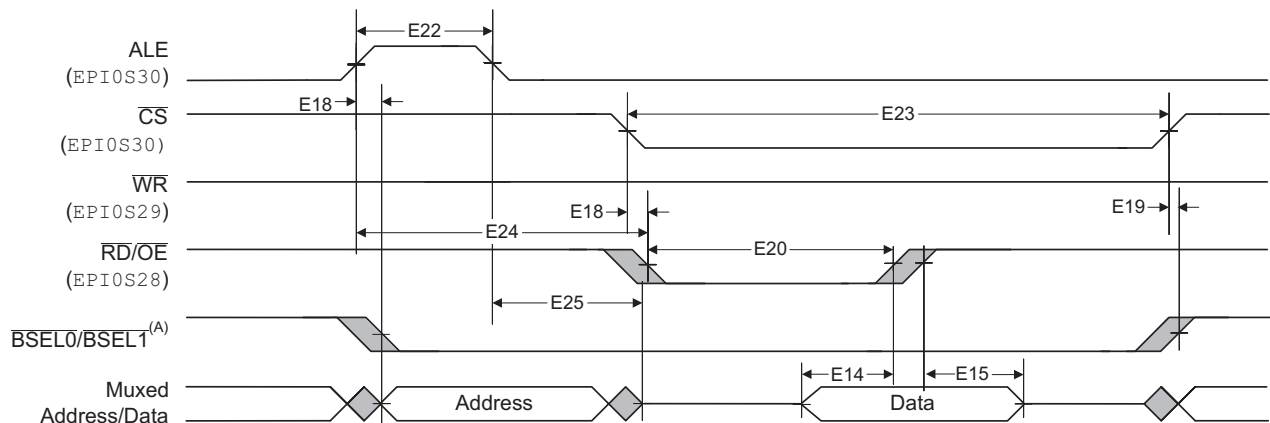 E22
ALE
(EPI0S30)
E18
CS
E23
(EPI0S30)
WR
(EPI0S29)
E18
E19
E24
RD/OE
E20
(EPI0S28)
E25
BSEL0/BSEL1(A)
E14
E15
Muxed
Address/Data
Address
Data